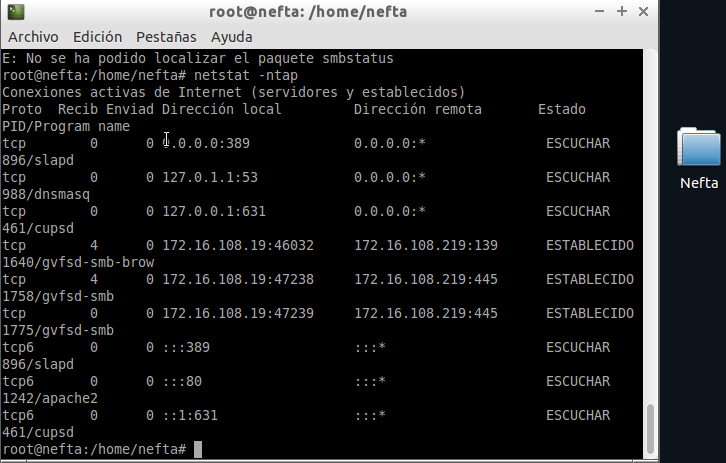 root@nefta: /home/nefta
Archivo Edición Pestañas Ayuda
E: No se ha podido localizar el paquete smbstatus
root@nefta:/home/nefta# netstat -ntap
Conexiones activas de Internet (servidores y establecidos)
Proto Recib Enviad Dirección local Dirección remota Estado
PID/Program name
tcp 0 0 0.0.0.0:389 0.0.0.0:* ESCUCHAR
896/slapd
tcp 0 0 127.0.1.1:53 0.0.0.0:* ESCUCHAR
988/dnsmasq
tcp 0 0 127.0.0.1:631 0.0.0.0:* ESCUCHAR
461/cupsd
tcp 4 0 172.16.108.19:46032 172.16.108.219:139 ESTABLECIDO
1640/gvfsd-smb-brow
tcp 4 0 172.16.108.19:47238 172.16.108.219:445 ESTABLECIDO
1758/gvfsd-smb
tcp 0 0 172.16.108.19:47239 172.16.108.219:445 ESTABLECIDO
1775/gvfsd-smb
tcp6 0 0 :::389 :::* ESCUCHAR
896/slapd
tcp6 0 0 :::80 :::* ESCUCHAR
1242/apache2
tcp6 0 0 ::1:631 :::* ESCUCHAR
461/cupsd
root@nefta:/home/nefta#
Nefta